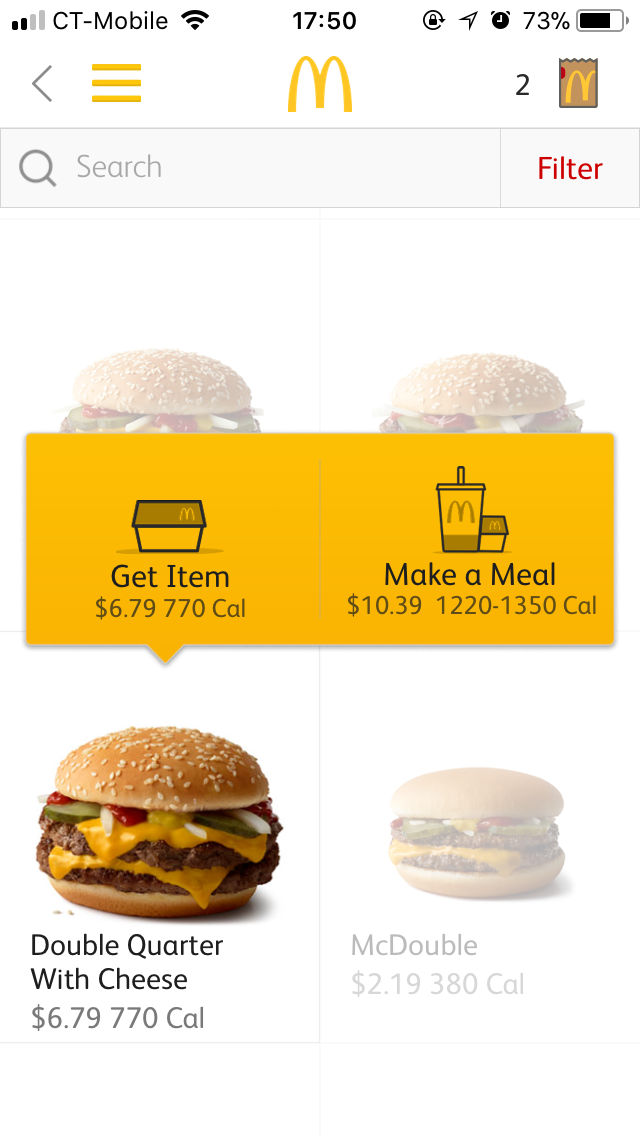 CT-Mobile 17:50 73%
2
Search Filter
Get Item
$6.79 770 Cal
Make a Meal
$10.39 1220-1350 Cal
Double Quarter
With Cheese
$6.79 770 Cal
McDouble
$2.19 380 Cal